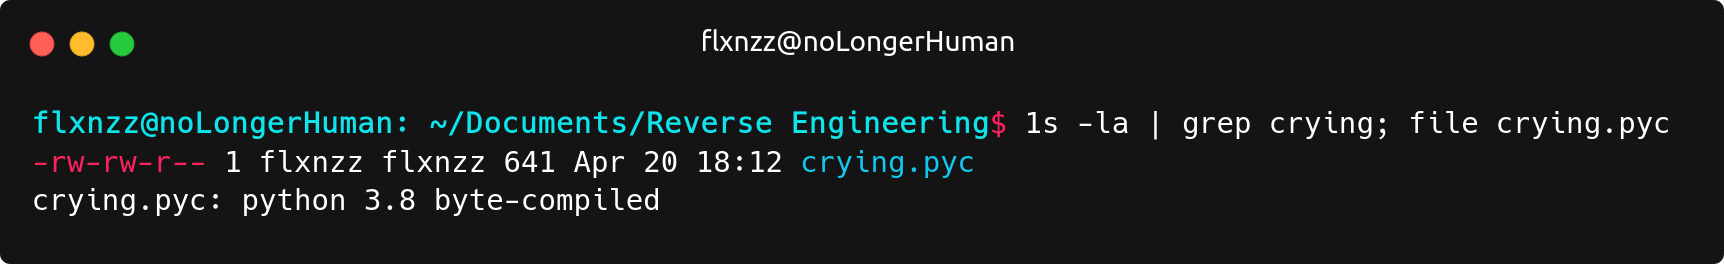 flxnzz@noLongerHuman
flxnzz@noLongerHuman: ~/Documents/Reverse Engineering$ 1s -la | grep crying; file crying.pyc
-rw-rw-r-- 1 flxnzz flxnzz 641 Apr 20 18:12 crying.pyc
crying.pyc: python 3.8 byte-compiled